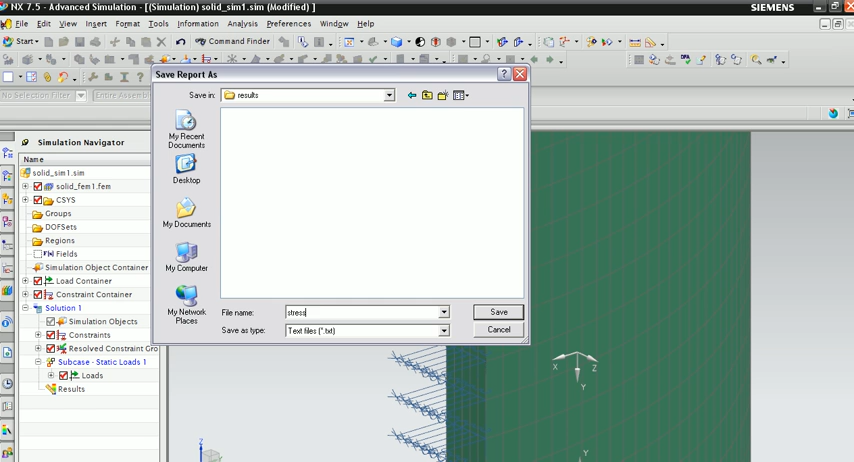 NX 7.5 - Advanced Simulation - [(Simulation) solid_sim1.sim (Modified) ]
SIEMENS
File Edit View Insert Format Tools Information Analysis Preferences Window Help
Start
Command Finder
No Selection Filter
Entire Assembl
Save Report As
Save in:
results
My Recent
Documents
Desktop
My Documents
My Computer
My Network
Places
File name:
stress
Save
Save as type:
Text files (*.txt)
Cancel
Simulation Navigator
Name
solid_sim1.sim
solid_fem1.fem
CSYS
Groups
DOFSets
Regions
Fields
Simulation Object Container
Load Container
Constraint Container
Solution 1
Simulation Objects
Constraints
Resolved Constraint Gro
Subcase - Static Loads 1
Loads
Results
X
Z
Y
Y
Z